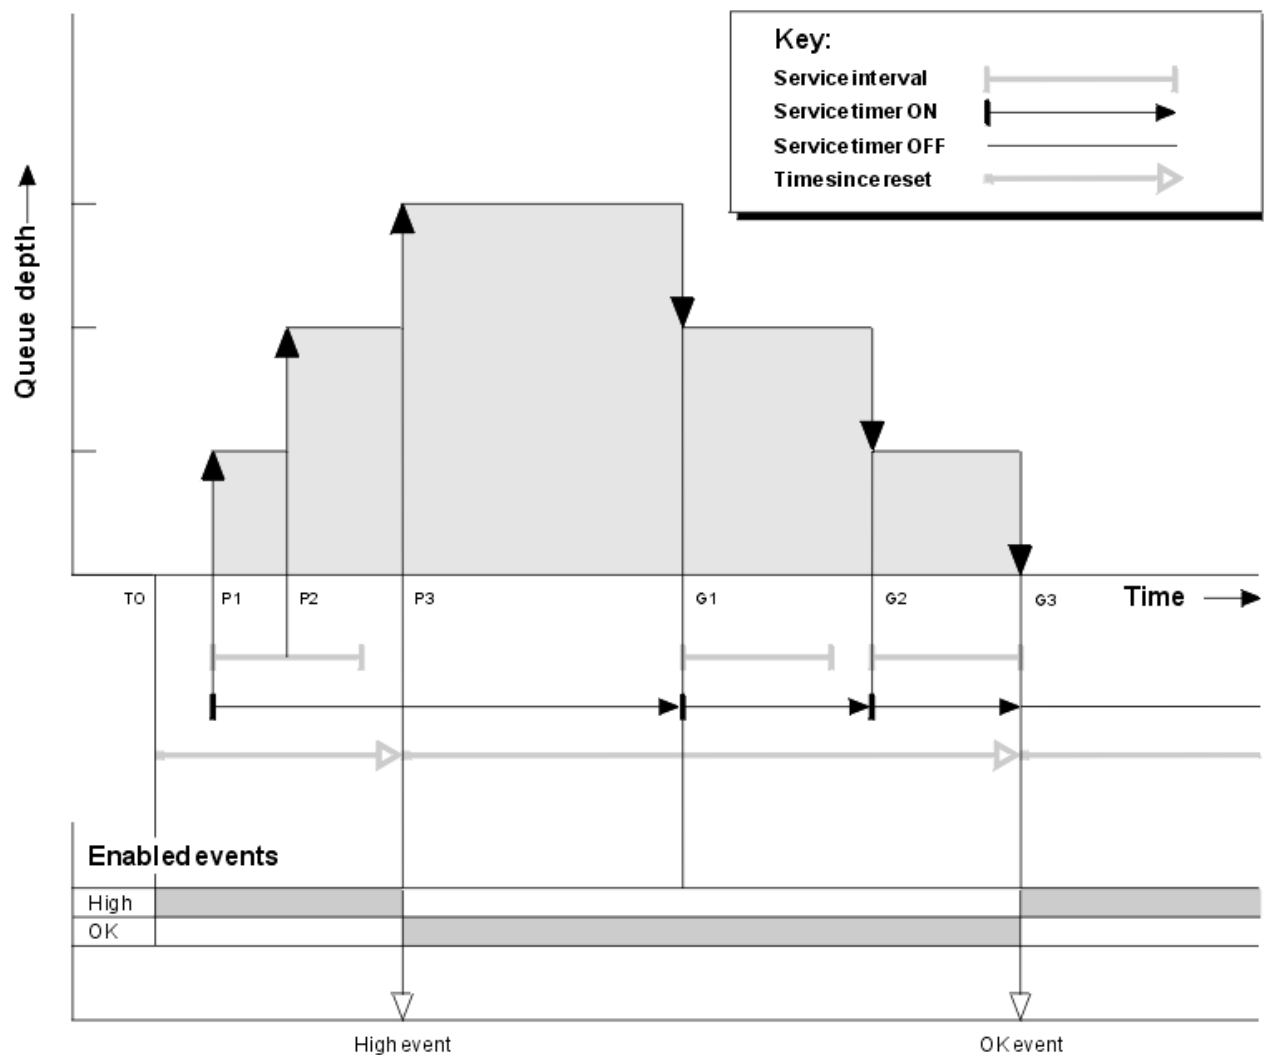 Key:
Service interval
Service timer ON
Service timer OFF
Time since reset
Queue depth
TO P1 P2 P3 G1 G2 G3 Time
Enabled events
High
OK
High event OK event